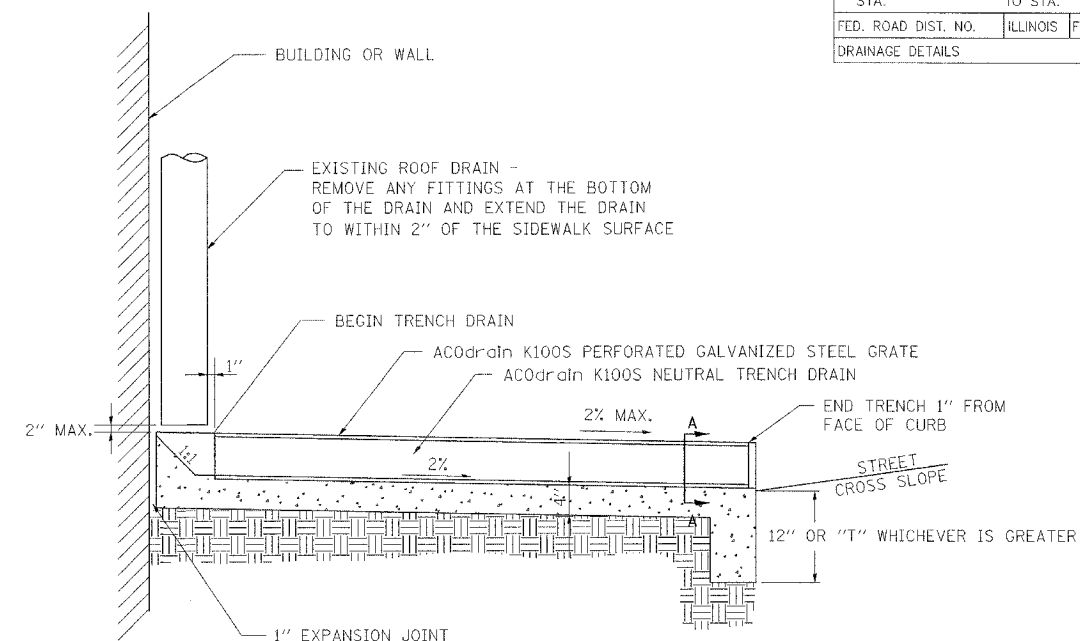 STA. TO STA.
FED. ROAD DIST. NO. ILLINOIS F
DRAINAGE DETAILS
BUILDING OR WALL
EXISTING ROOF DRAIN -
REMOVE ANY FITTINGS AT THE BOTTOM
OF THE DRAIN AND EXTEND THE DRAIN
TO WITHIN 2" OF THE SIDEWALK SURFACE
BEGIN TRENCH DRAIN
ACOdrain K100S PERFORATED GALVANIZED STEEL GRATE
1"
ACOdrain K100S NEUTRAL TRENCH DRAIN
2% MAX.
A
END TRENCH 1" FROM
FACE OF CURB
2" MAX.
1:1
2%
4"
A
STREET
CROSS SLOPE
12" OR "T" WHICHEVER IS GREATER
1" EXPANSION JOINT